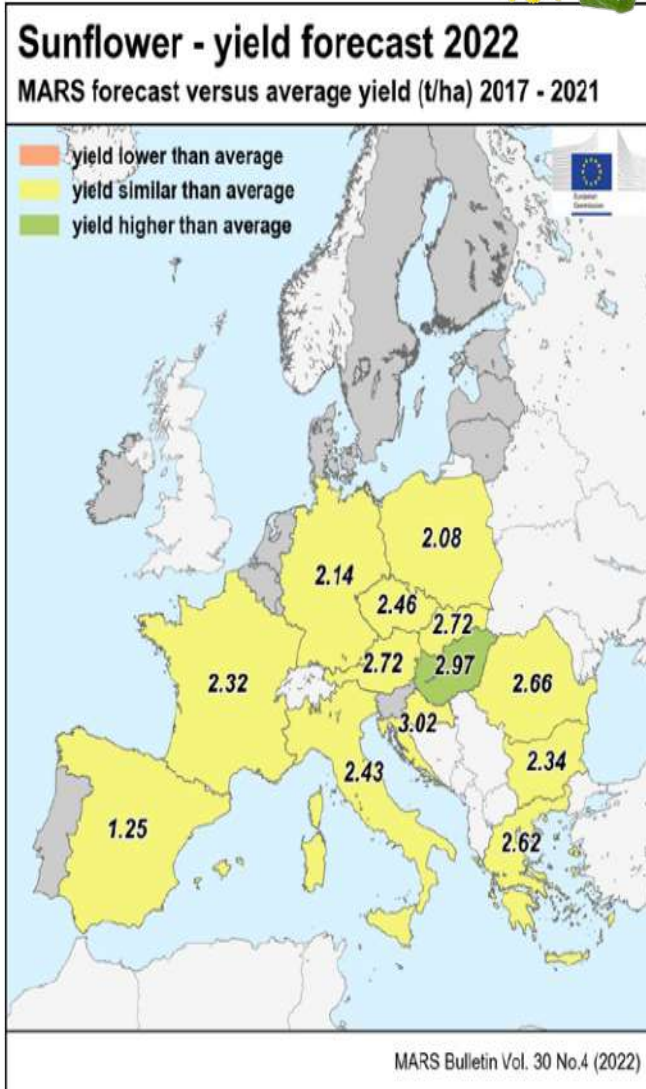 Sunflower - yield forecast 2022
MARS forecast versus average yield (t/ha) 2017 - 2021
yield lower than average
yield similar than average
yield higher than average
European
Commission
2.08
2.14
2.46
2.72
2.72
2.97
2.32
2.66
3.02
2.34
2.43
2.62
1.25
MARS Bulletin Vol. 30 No.4 (2022)